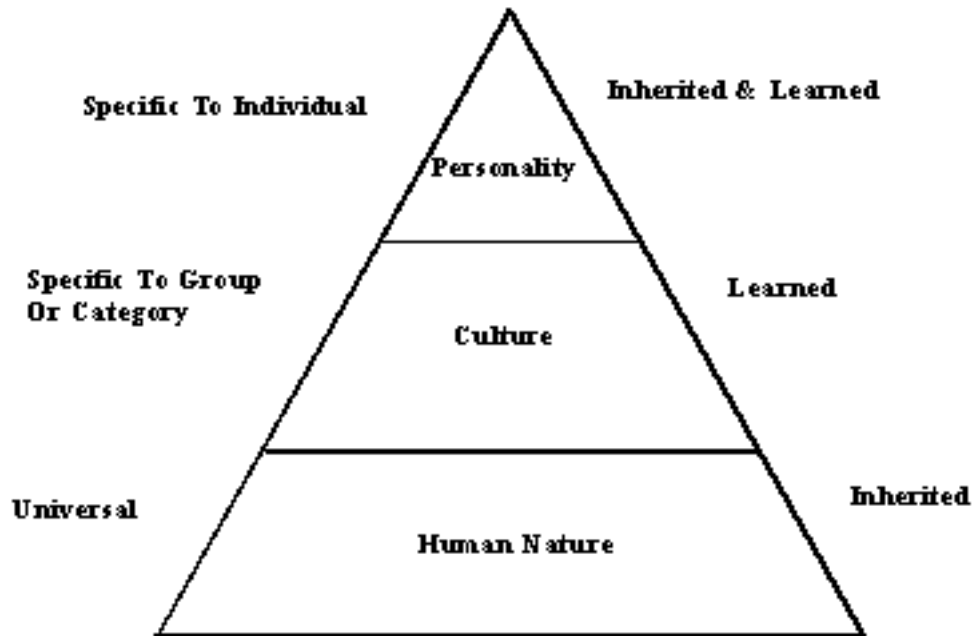 Specific To Individual
Inherited & Learned
Personality
Specific To Group
Or Category
Learned
Culture
Universal
Inherited
Human Nature